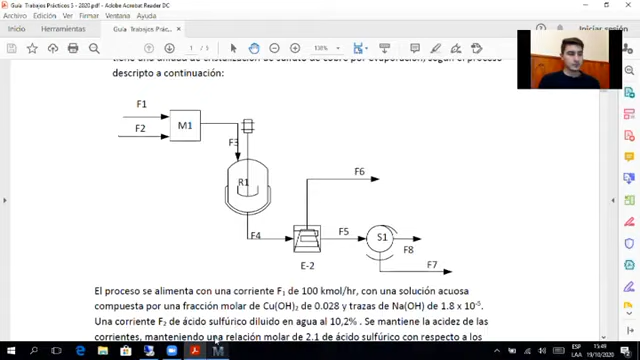 Guía Trabajos Prácticos 5 - 2020.pdf - Adobe Acrobat Reader DC
Archivo Edición Ver Firmar Ventana Ayuda
Inicio Herramientas Guía Trabajos Prácti... x Iniciar sesión
1 / 5 138%
tiene una unidad de cristalización de sulfato de cobre por evaporación, según el proceso
descripto a continuación:
F1
F2
M1
F3
R1
F6
F4
F5
S1
F8
E-2
F7
El proceso se alimenta con una corriente F₁ de 100 kmol/hr, con una solución acuosa
compuesta por una fracción molar de Cu(OH)₂ de 0.028 y trazas de Na(OH) de 1.8 x 10⁻⁵.
Una corriente F₂ de ácido sulfúrico diluido en agua al 10,2% . Se mantiene la acidez de las
corrientes, manteniendo una relación molar de 2.1 de ácido sulfúrico con respecto a los
ESP 15:49
LAA 19/10/2020